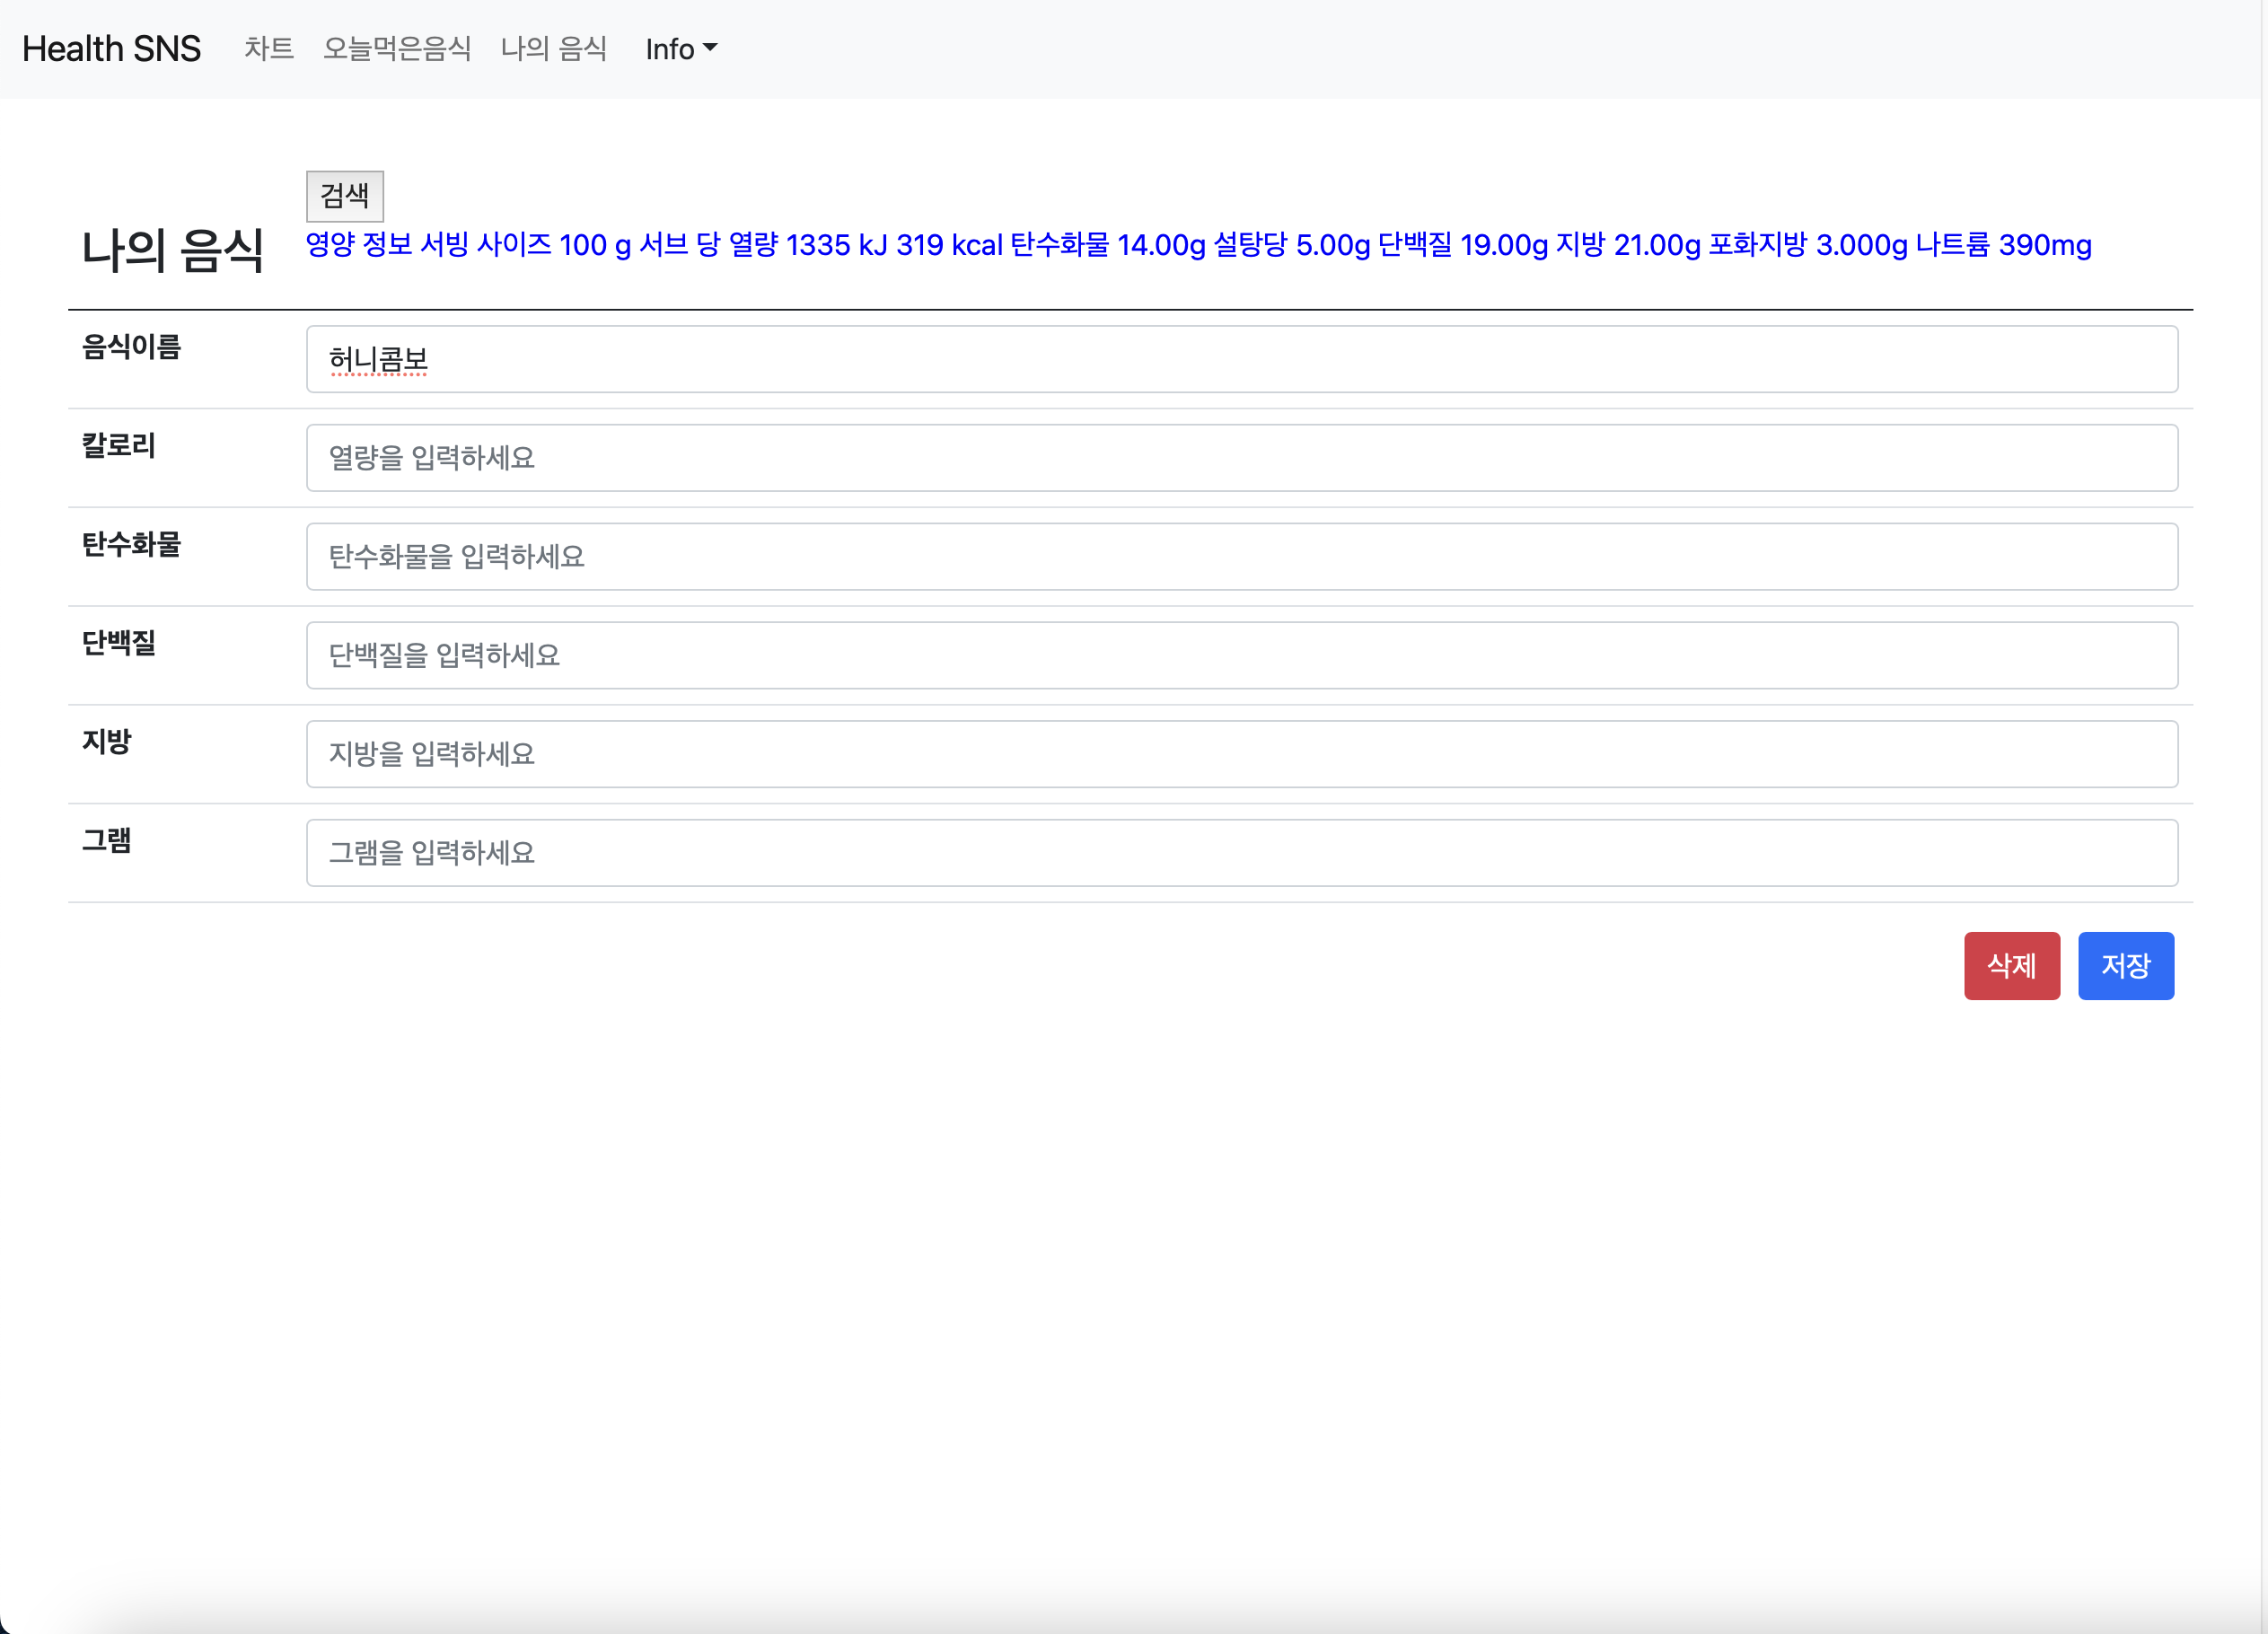 Health SNS 차트 오늘먹은음식 나의 음식 Info
검색
나의 음식
영양 정보 서빙 사이즈 100 g 서브 당 열량 1335 kJ 319 kcal 탄수화물 14.00g 설탕당 5.00g 단백질 19.00g 지방 21.00g 포화지방 3.000g 나트륨 390mg
음식이름 허니콤보
칼로리 열량을 입력하세요
탄수화물 탄수화물을 입력하세요
단백질 단백질을 입력하세요
지방 지방을 입력하세요
그램 그램을 입력하세요
삭제 저장